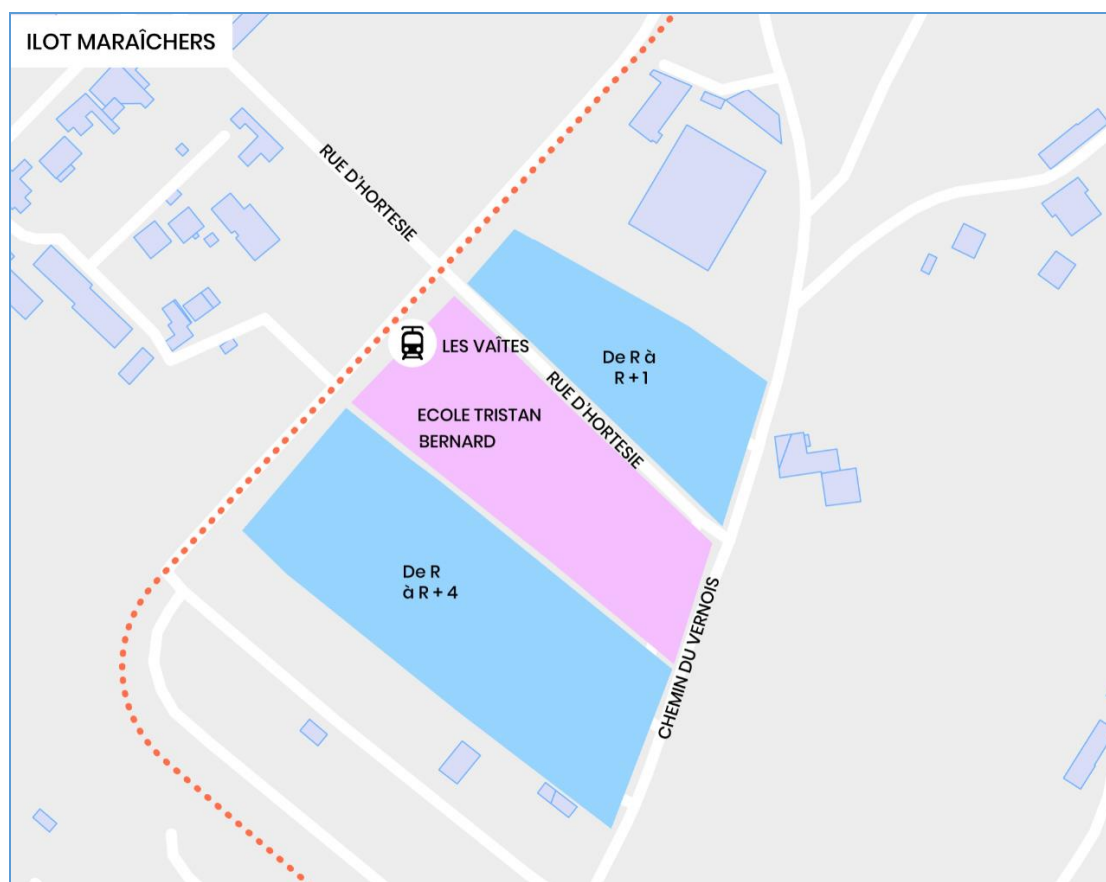 ILOT MARAÎCHERS
RUE D'HORTESIE
LES VAÎTES
De R à
R + 1
RUE D'HORTESIE
ECOLE TRISTAN
BERNARD
De R
à R + 4
CHEMIN DU VERNOIS